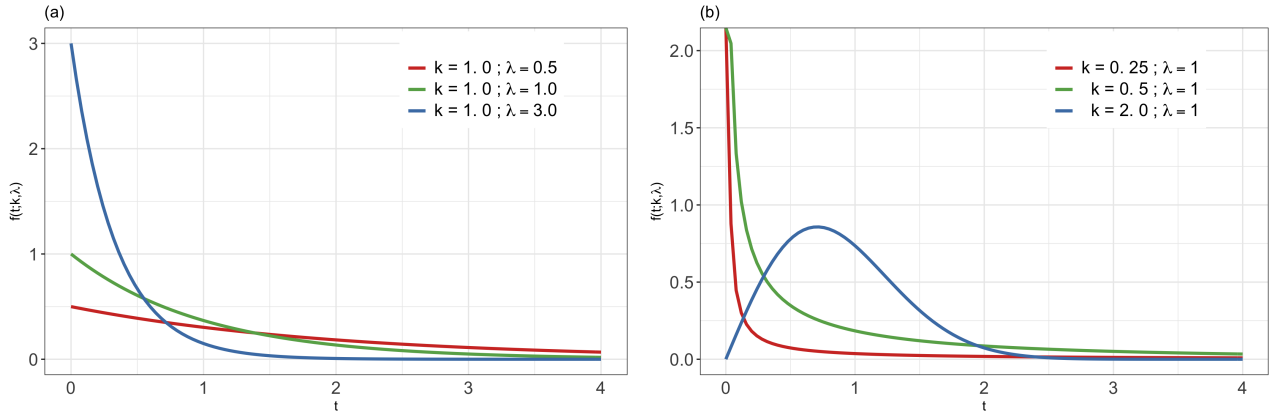 (a)
f(t;k,λ)
3
2
1
0
k = 1. 0 ; λ = 0.5
k = 1. 0 ; λ = 1.0
k = 1. 0 ; λ = 3.0
0 1 2 3 4
t
(b)
f(t;k,λ)
2.0
1.5
1.0
0.5
0.0
k = 0. 25 ; λ = 1
k = 0. 5 ; λ = 1
k = 2. 0 ; λ = 1
0 1 2 3 4
t